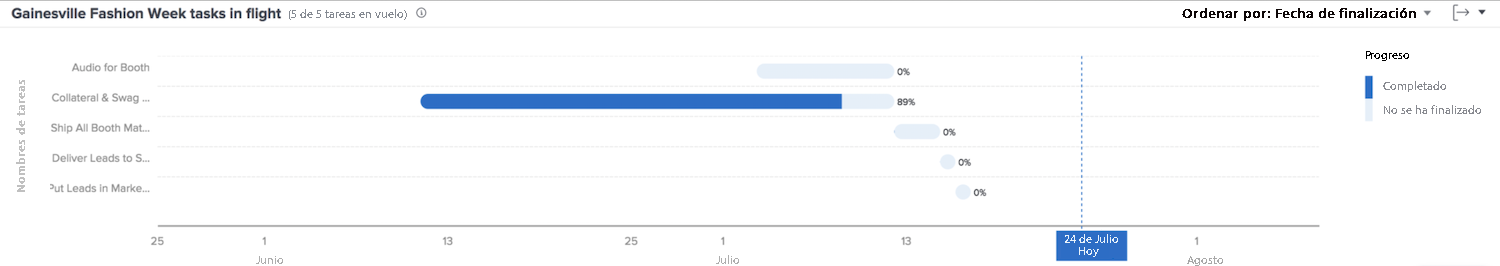 Gainesville Fashion Week tasks in flight (5 de 5 tareas en vuelo)
Ordenar por: Fecha de finalización
Progreso
Completado
No se ha finalizado
Nombres de tareas
Audio for Booth
0%
Collateral & Swag ...
89%
Ship All Booth Mat...
0%
Deliver Leads to S...
0%
Put Leads in Marke...
0%
25 1 13 25 1 13 1
24 de Julio
Hoy
Junio Julio Agosto